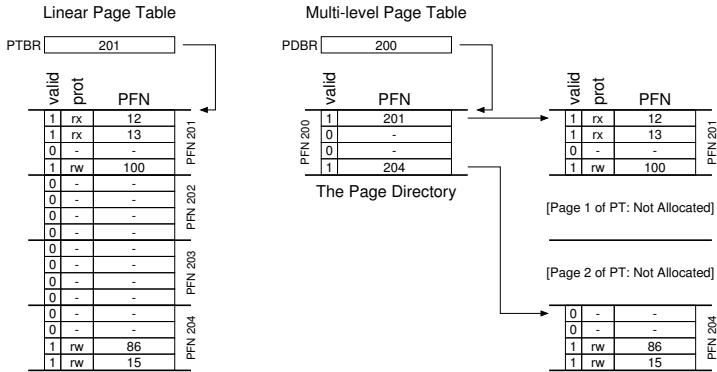 Linear Page Table
PTBR 201
valid prot PFN
1 rx 12
1 rx 13
0 - -
1 rw 100
PFN 201
0 - -
0 - -
0 - -
0 - -
PFN 202
0 - -
0 - -
0 - -
0 - -
PFN 203
0 - -
0 - -
1 rw 86
1 rw 15
PFN 204
Multi-level Page Table
PDBR 200
valid PFN
1 201
0 -
0 -
1 204
PFN 200
The Page Directory
valid prot PFN
1 rx 12
1 rx 13
0 - -
1 rw 100
PFN 201
[Page 1 of PT: Not Allocated]
[Page 2 of PT: Not Allocated]
0 - -
0 - -
1 rw 86
1 rw 15
PFN 204